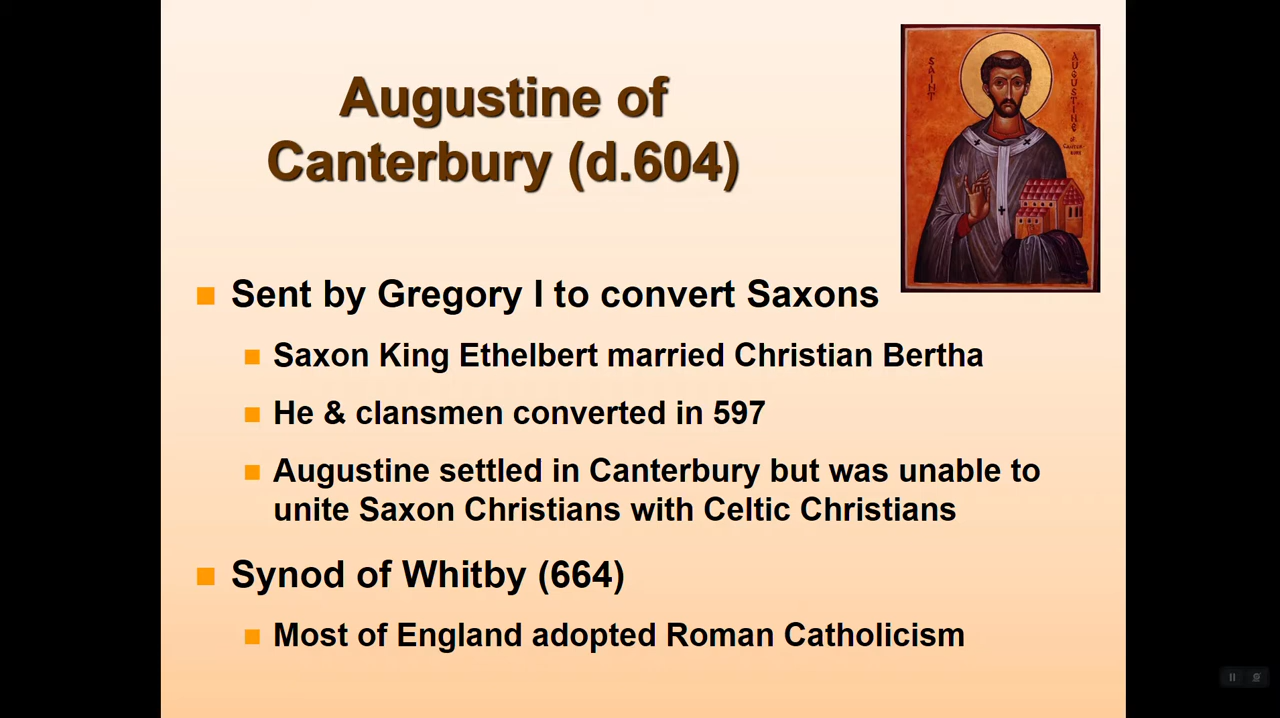 Augustine of
Canterbury (d.604)
SAINT
AUGUSTINE
Sent by Gregory I to convert Saxons
Saxon King Ethelbert married Christian Bertha
He & clansmen converted in 597
Augustine settled in Canterbury but was unable to
unite Saxon Christians with Celtic Christians
Synod of Whitby (664)
Most of England adopted Roman Catholicism